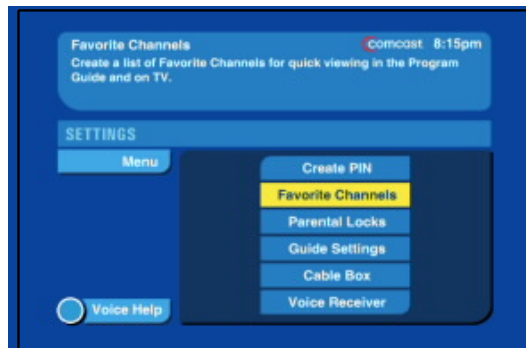 Favorite Channels comcast 8:15pm
Create a list of Favorite Channels for quick viewing in the Program
Guide and on TV.
SETTINGS
Menu
Create PIN
Favorite Channels
Parental Locks
Guide Settings
Cable Box
Voice Receiver
Voice Help